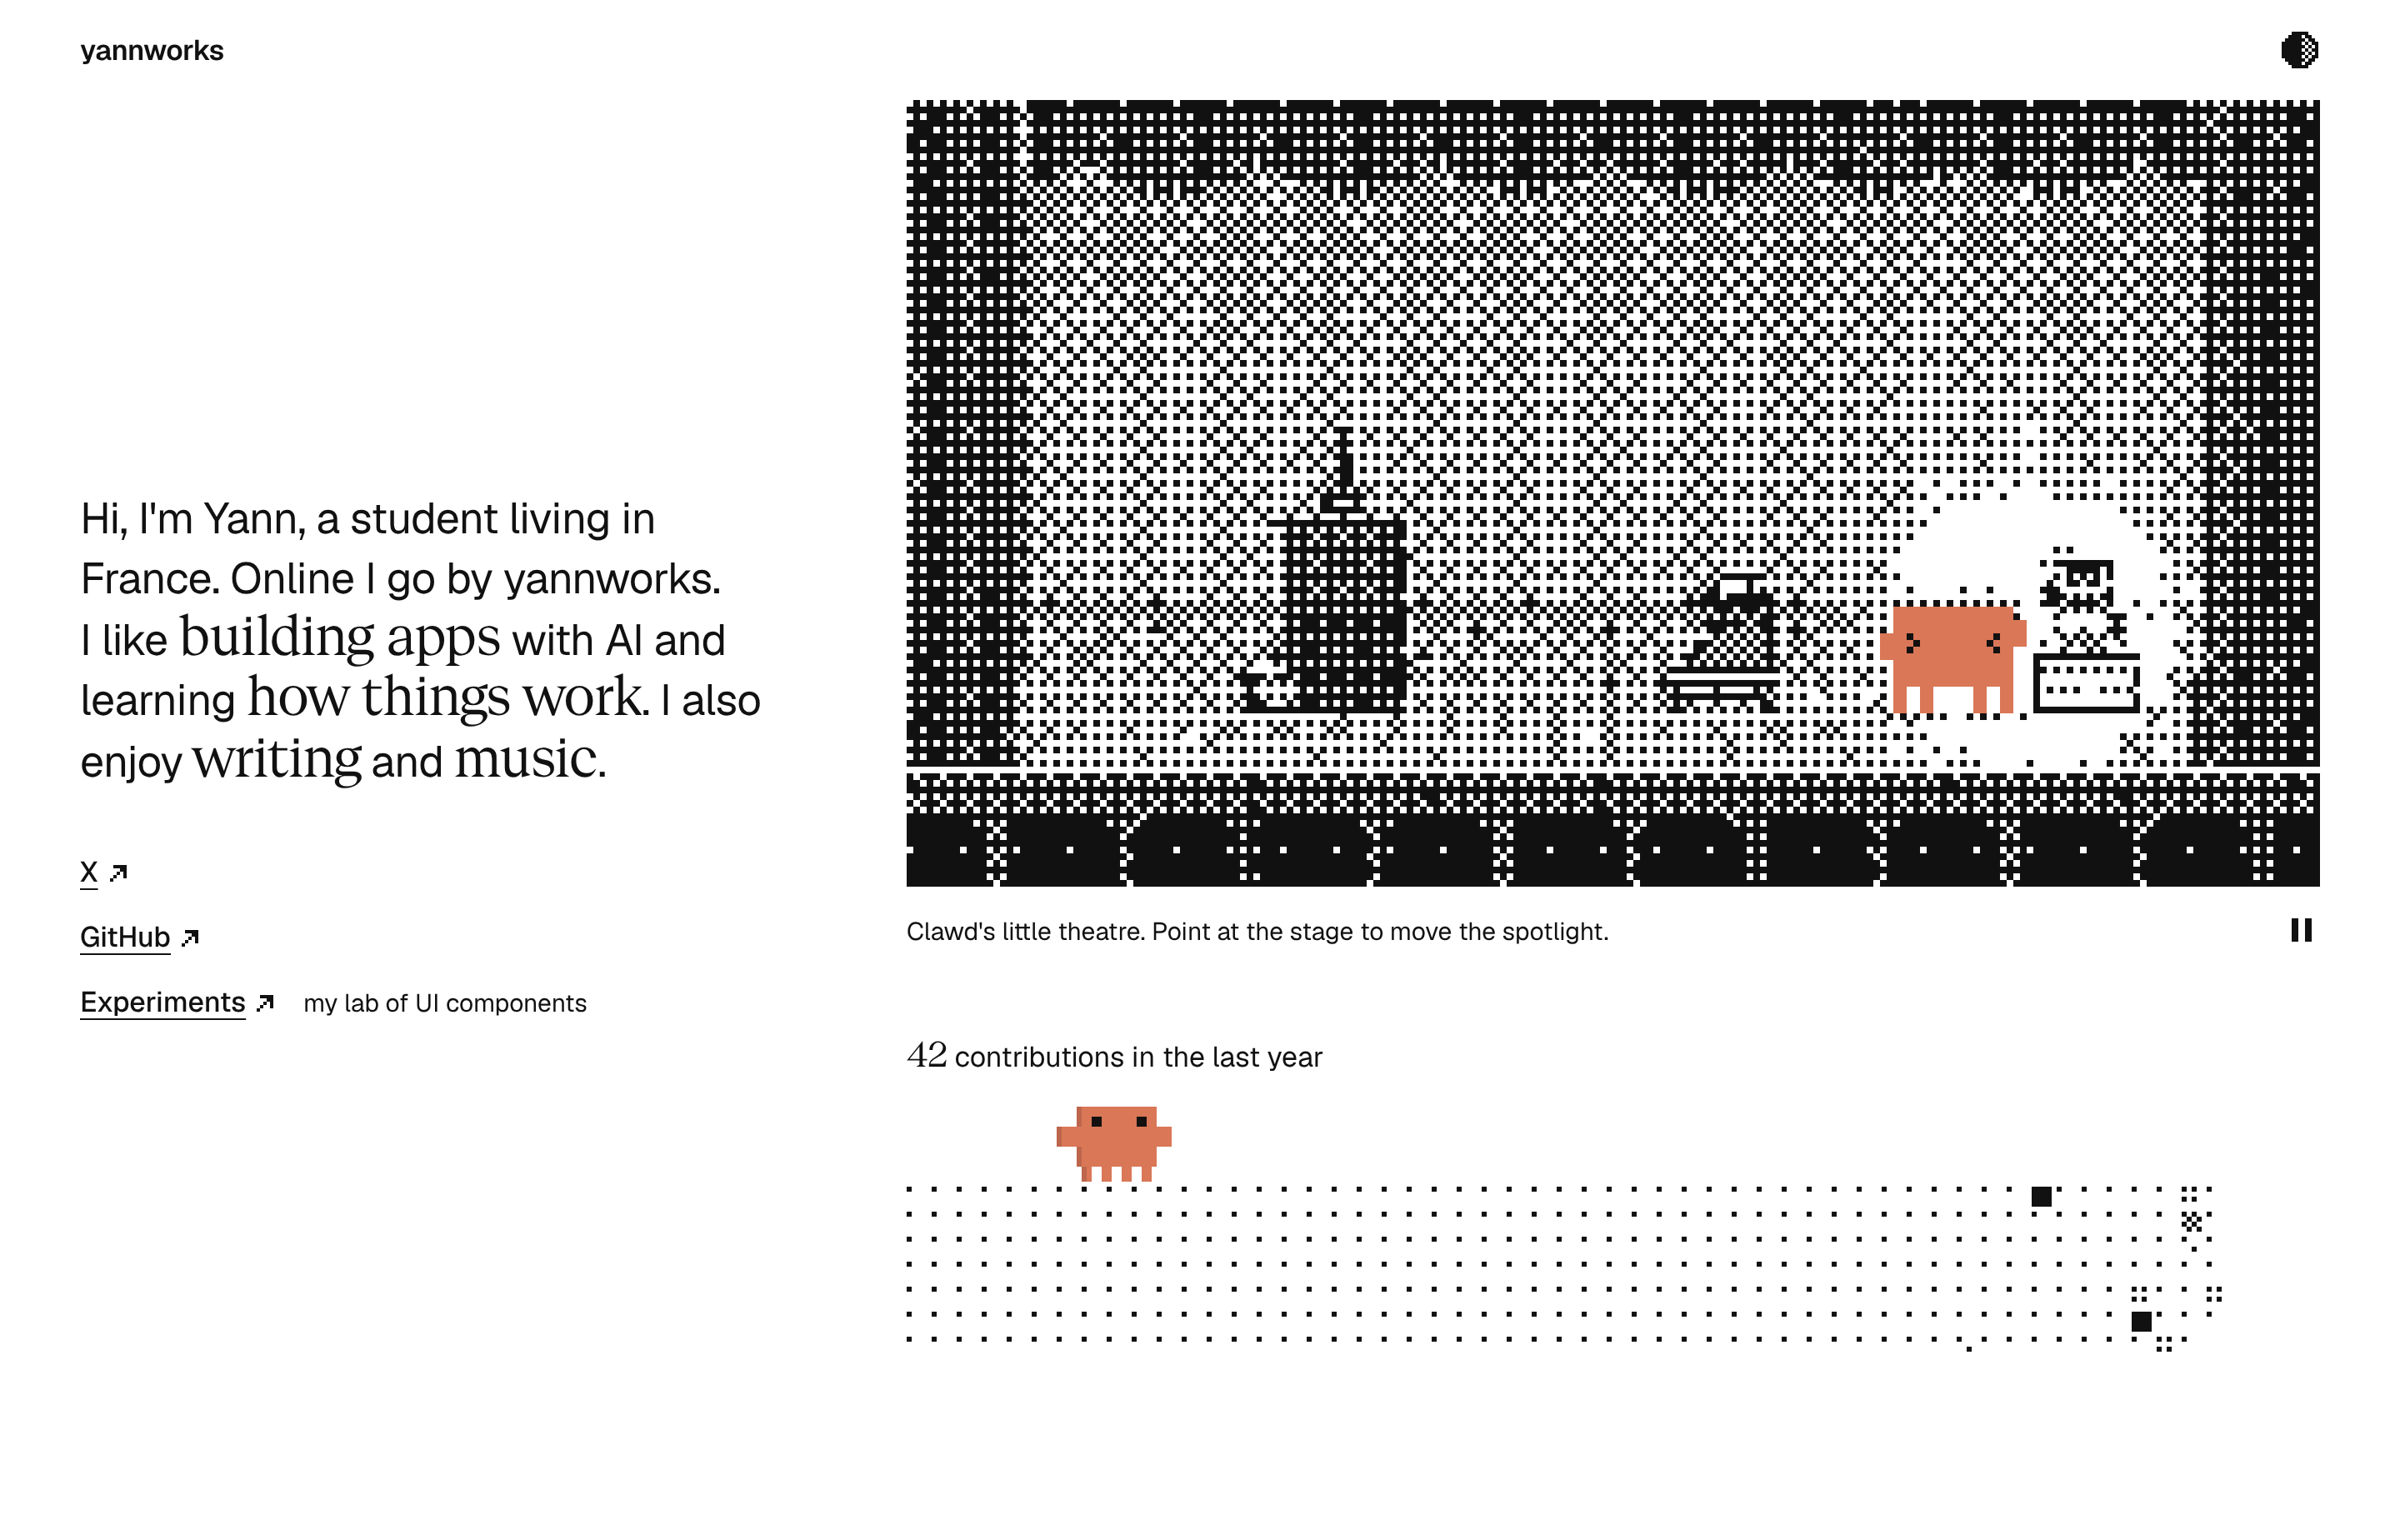 yannworks
Hi, I'm Yann, a student living in
France. Online I go by yannworks.
I like building apps with AI and
learning how things work. I also
enjoy writing and music.
X
GitHub
Experiments my lab of UI components
Clawd's little theatre. Point at the stage to move the spotlight.
42 contributions in the last year